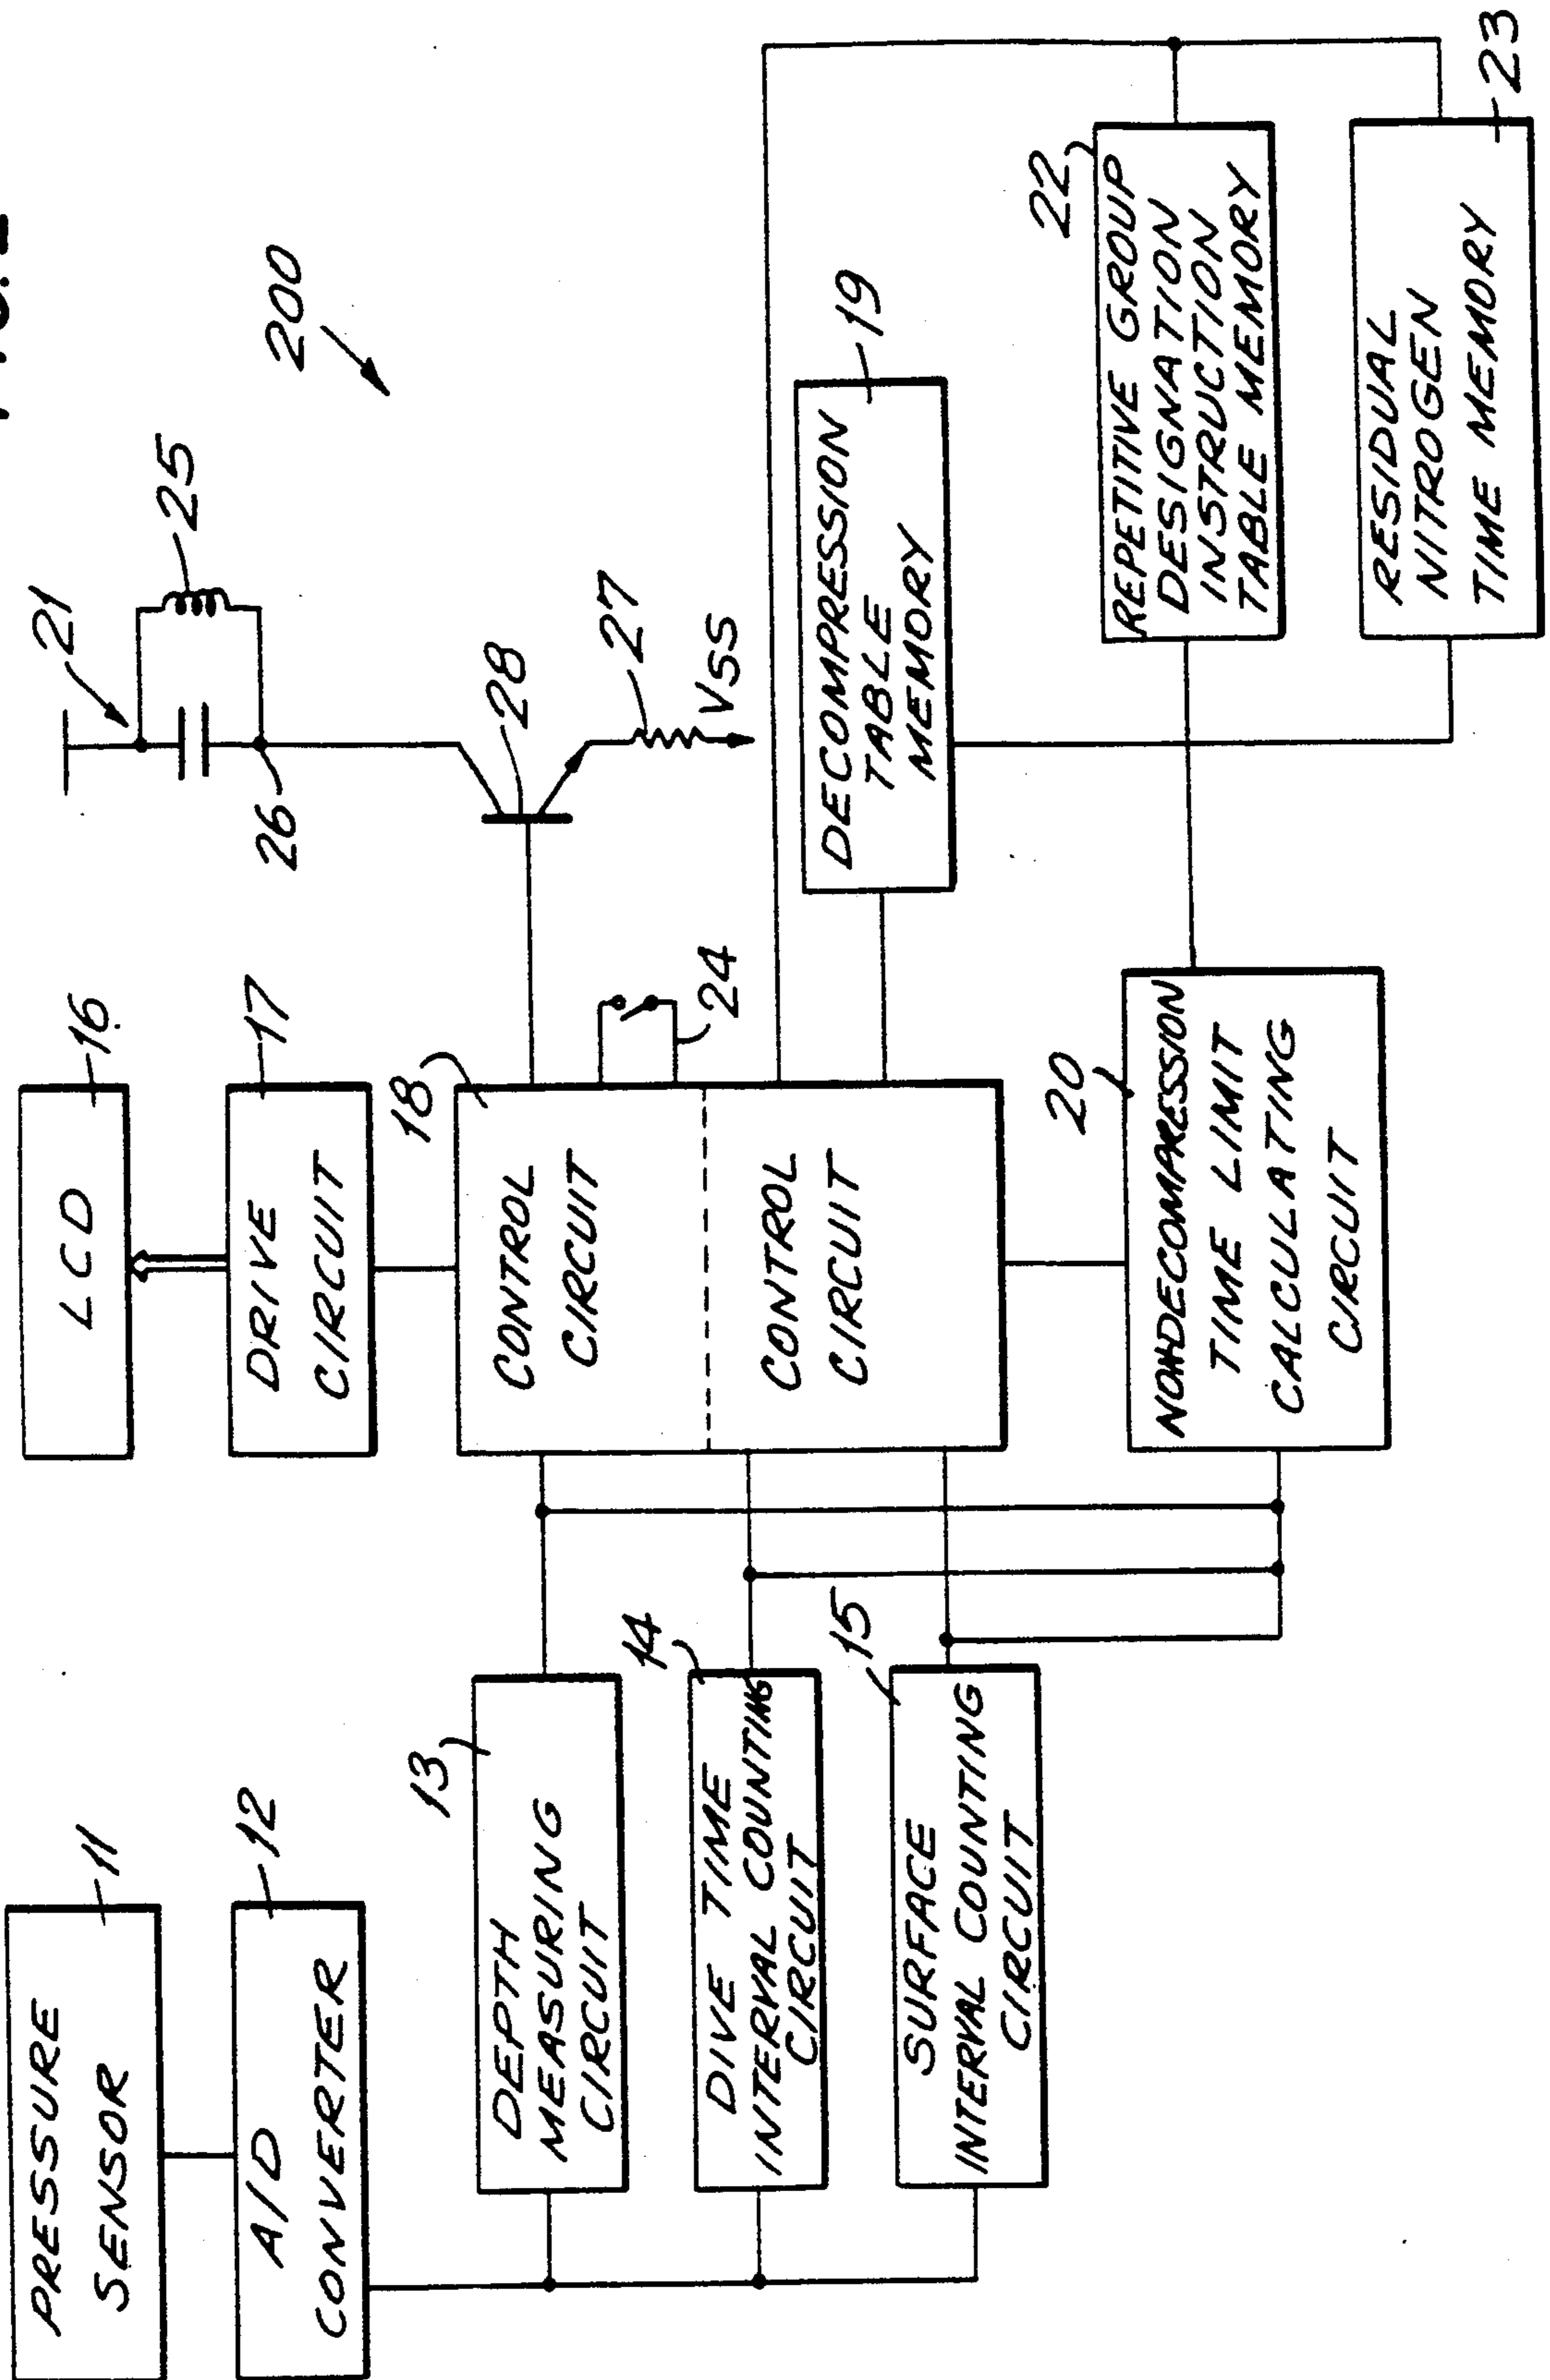 200
PRESSURE
SENSOR
11
A/D
CONVERTER
12
DEPTH
MEASURING
CIRCUIT
13
DIVE TIME
INTERVAL COUNTING
CIRCUIT
14
SURFACE
INTERVAL COUNTING
CIRCUIT
15
LCD
16
DRIVE
CIRCUIT
17
CONTROL
CIRCUIT
18
CONTROL
CIRCUIT
24
NONDECOMPRESSION
TIME LIMIT
CALCULATING
CIRCUIT
20
21
25
26
28
27
VSS
DECOMPRESSION
TABLE
MEMORY
19
REPETITIVE GROUP
DESIGNATION
INSTRUCTION
TABLE MEMORY
22
RESIDUAL
NITROGEN
TIME MEMORY
23